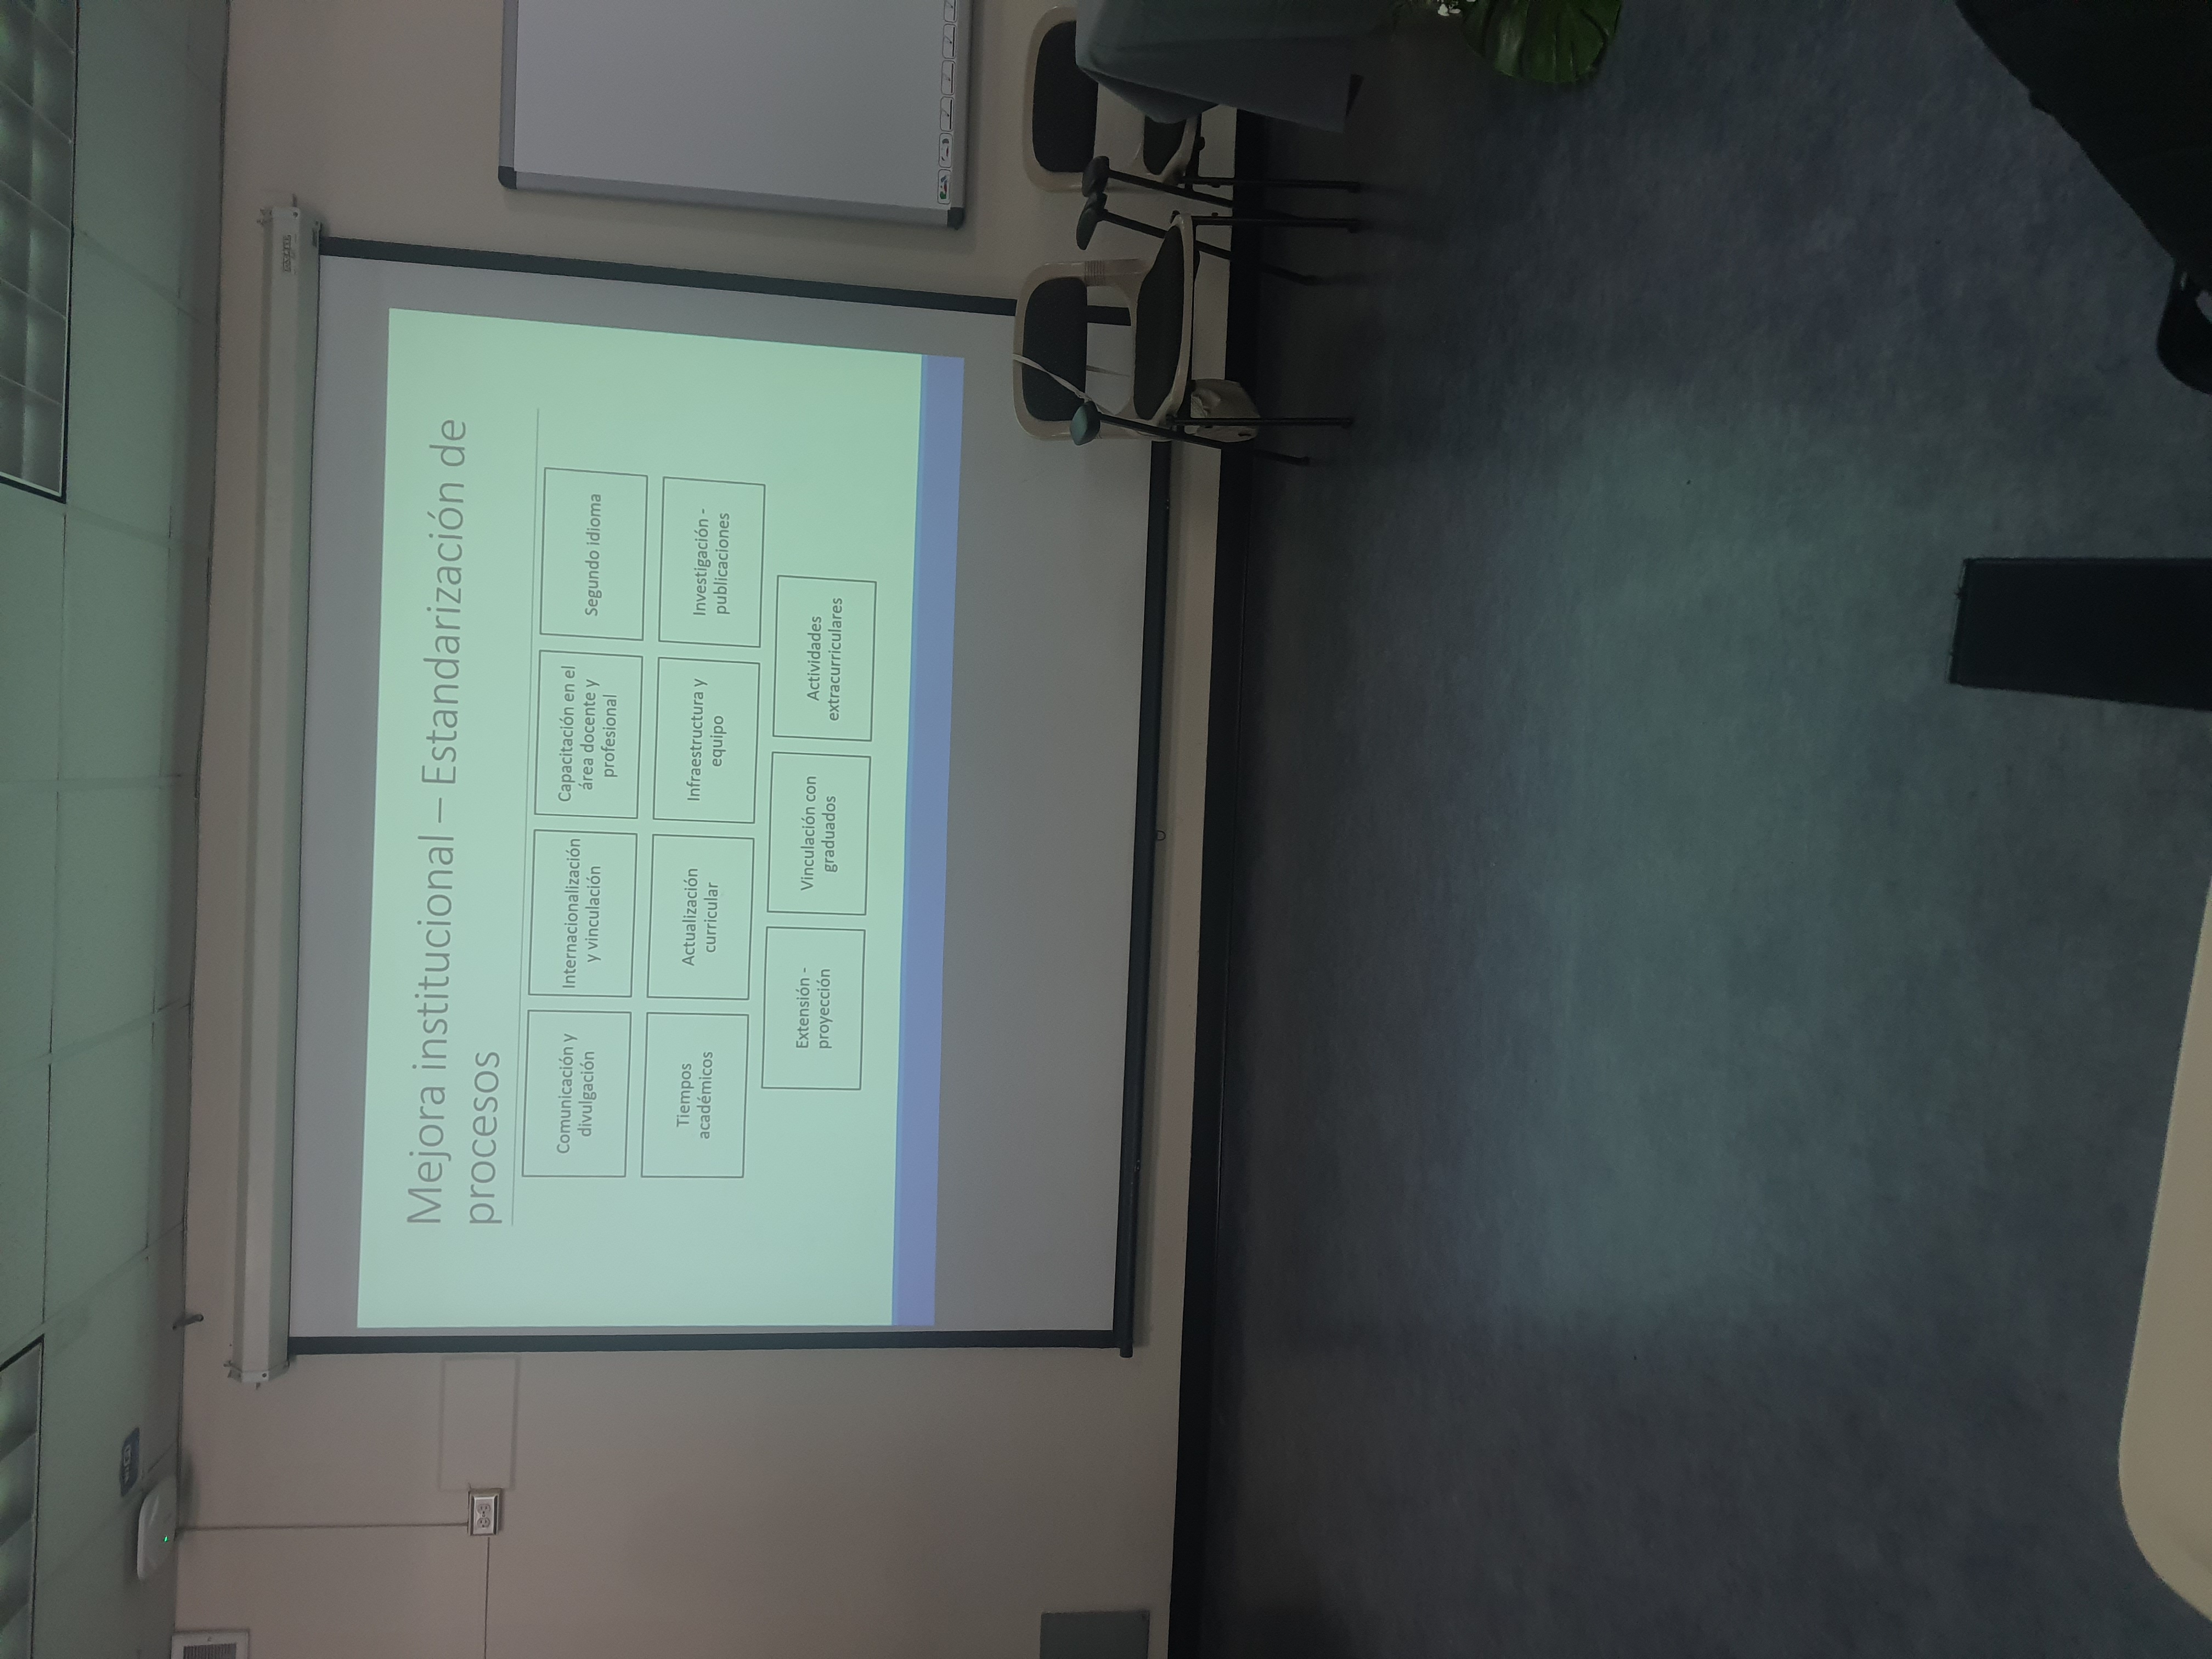 Mejora institucional – Estandarización de
procesos
Comunicación y
divulgación
Internacionalización
y vinculación
Capacitación en el
área docente y
profesional
Segundo idioma
Tiempos
académicos
Actualización
curricular
Infraestructura y
equipo
Investigación -
publicaciones
Extensión -
proyección
Vinculación con
graduados
Actividades
extracurriculares